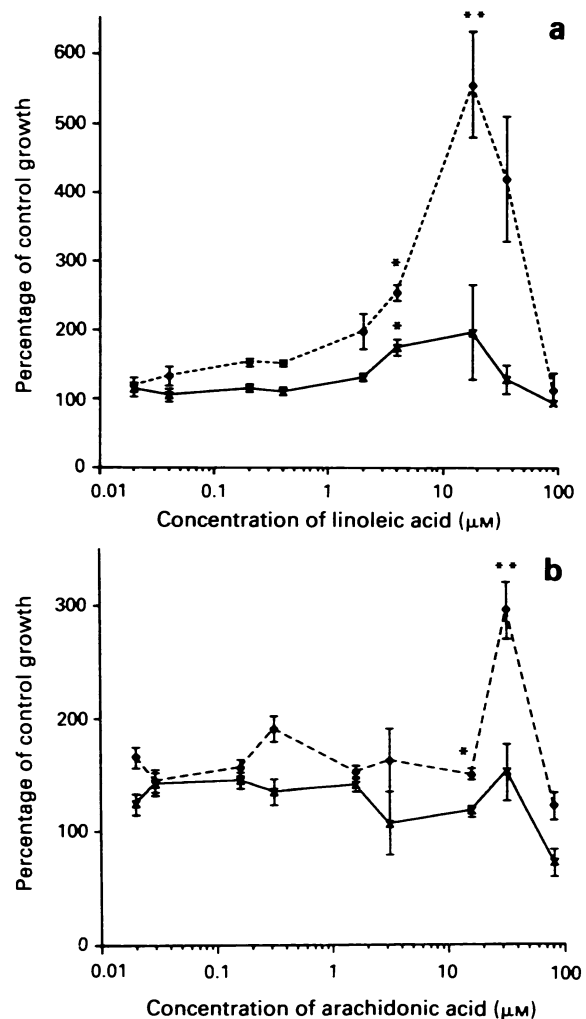 a
* *
600
500
400
300
200
100
0
*
*
Percentage of control growth
0.01 0.1 1 10 100
Concentration of linoleic acid (μM)
b
* *
300
200
100
0
*
Percentage of control growth
0.01 0.1 1 10 100
Concentration of arachidonic acid (μM)